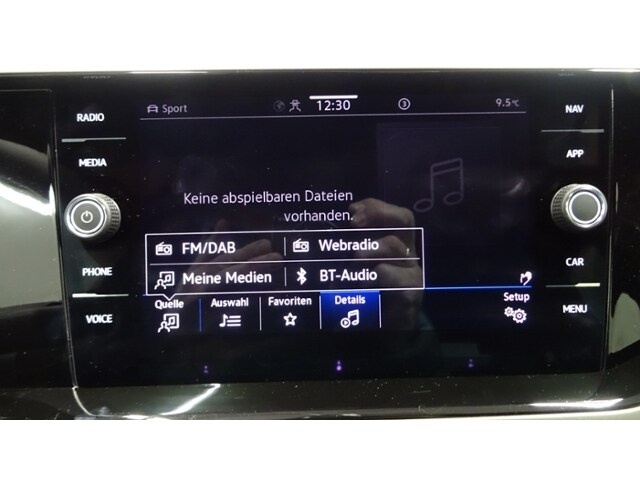 RADIO
MEDIA
PHONE
VOICE
Sport
12:30
3
9.5°C
Keine abspielbaren Dateien
vorhanden.
FM/DAB
Webradio
Meine Medien
BT-Audio
Quelle
Auswahl
Favoriten
Details
Setup
NAV
APP
CAR
MENU